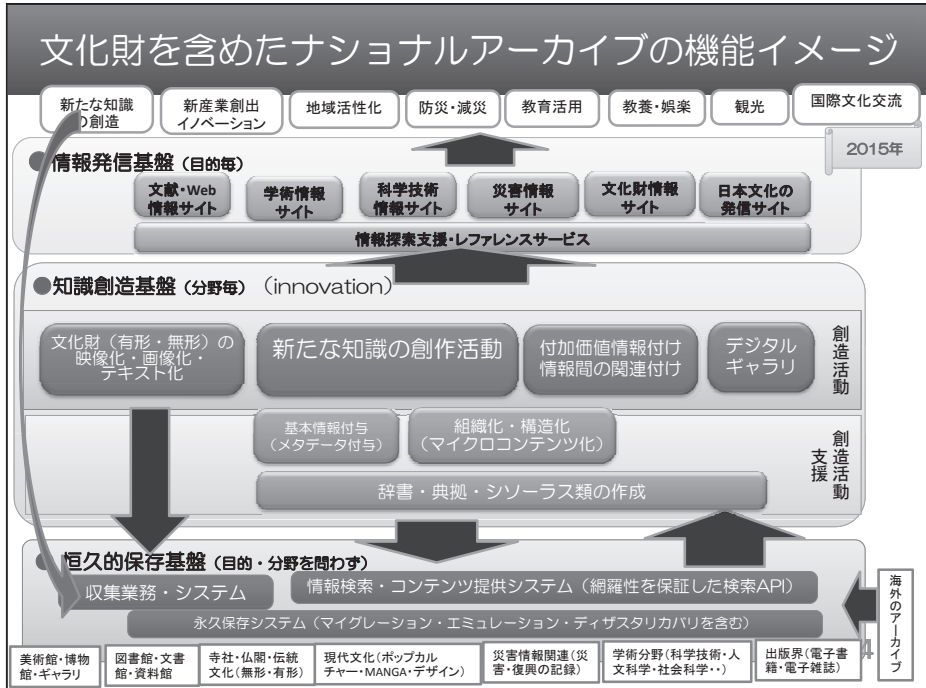 文化財を含めたナショナルアーカイブの機能イメージ
新たな知識
の創造
新産業創出
イノベーション
地域活性化
防災・減災
教育活用
教養・娯楽
観光
国際文化交流
2015年
●情報発信基盤（目的毎）
文献・Web
情報サイト
学術情報
サイト
科学技術
情報サイト
災害情報
サイト
文化財情報
サイト
日本文化の
発信サイト
情報探索支援・レファレンスサービス
●知識創造基盤（分野毎）（innovation）
文化財（有形・無形）の
映像化・画像化・
テキスト化
新たな知識の創作活動
付加価値情報付け
情報間の関連付け
デジタル
ギャラリ
創造活動
基本情報付与
（メタデータ付与）
組織化・構造化
（マイクロコンテンツ化）
辞書・典拠・シソーラス類の作成
創造活動
支援
●恒久的保存基盤（目的・分野を問わず）
収集業務・システム
情報検索・コンテンツ提供システム（網羅性を保証した検索API）
永久保存システム（マイグレーション・エミュレーション・ディザスタリカバリを含む）
海外のアーカイブ
美術館・博物
館・ギャラリ
図書館・文書
館・資料館
寺社・仏閣・伝統
文化（無形・有形）
現代文化（ポップカル
チャー・MANGA・デザイン）
災害情報関連（災
害・復興の記録）
学術分野（科学技術・人
文科学・社会科学・・）
出版界（電子書
籍・電子雑誌）
4